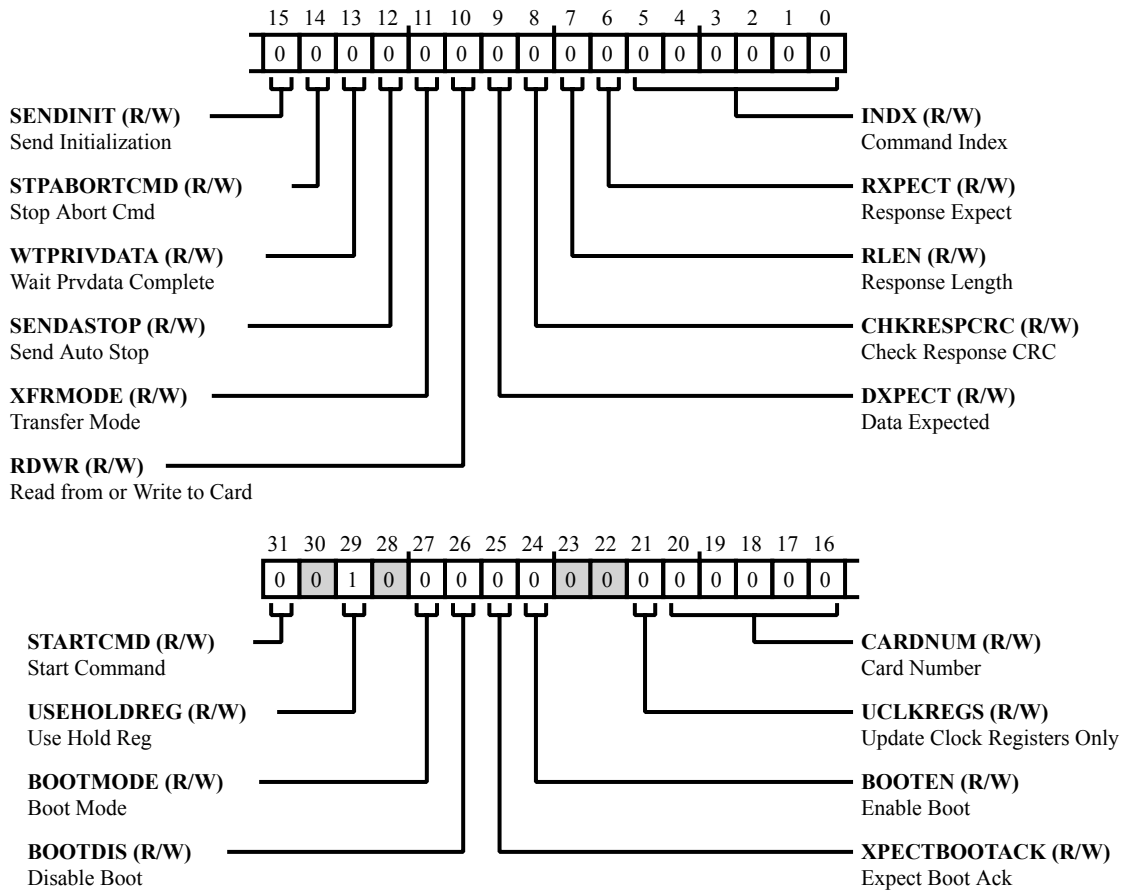 15 14 13 12 11 10 9 8 7 6 5 4 3 2 1 0
0 0 0 0 0 0 0 0 0 0 0 0 0 0 0 0
SENDINIT (R/W)
Send Initialization
STPABORTCMD (R/W)
Stop Abort Cmd
WTPRIVDATA (R/W)
Wait Prvdata Complete
SENDASTOP (R/W)
Send Auto Stop
XFRMODE (R/W)
Transfer Mode
RDWR (R/W)
Read from or Write to Card
INDX (R/W)
Command Index
RXPECT (R/W)
Response Expect
RLEN (R/W)
Response Length
CHKRESPCRC (R/W)
Check Response CRC
DXPECT (R/W)
Data Expected
31 30 29 28 27 26 25 24 23 22 21 20 19 18 17 16
0 0 1 0 0 0 0 0 0 0 0 0 0 0 0 0
STARTCMD (R/W)
Start Command
USEHOLDREG (R/W)
Use Hold Reg
BOOTMODE (R/W)
Boot Mode
BOOTDIS (R/W)
Disable Boot
CARDNUM (R/W)
Card Number
UCLKREGS (R/W)
Update Clock Registers Only
BOOTEN (R/W)
Enable Boot
XPECTBOOTACK (R/W)
Expect Boot Ack